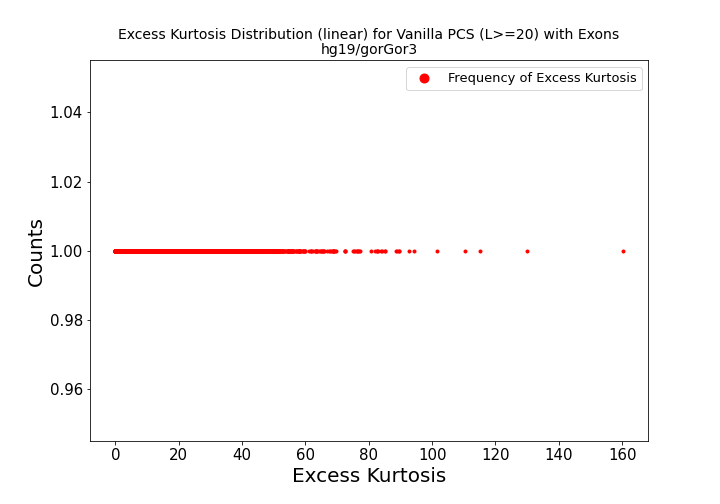 Excess Kurtosis Distribution (linear) for Vanilla PCS (L>=20) with Exons
hg19/gorGor3
Frequency of Excess Kurtosis
1.04
1.02
1.00
0.98
0.96
Counts
0 20 40 60 80 100 120 140 160
Excess Kurtosis